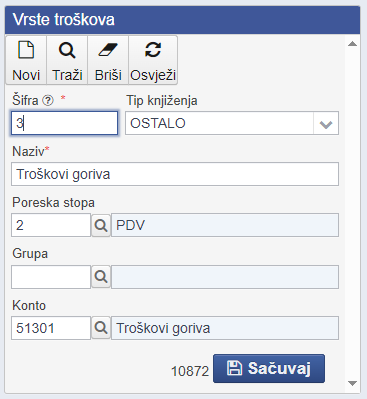 Vrste troškova
Novi Traži Briši Osvježi
Šifra ? * Tip knjiženja
3 OSTALO
Naziv*
Troškovi goriva
Poreska stopa
2 PDV
Grupa
Konto
51301 Troškovi goriva
10872 Sačuvaj